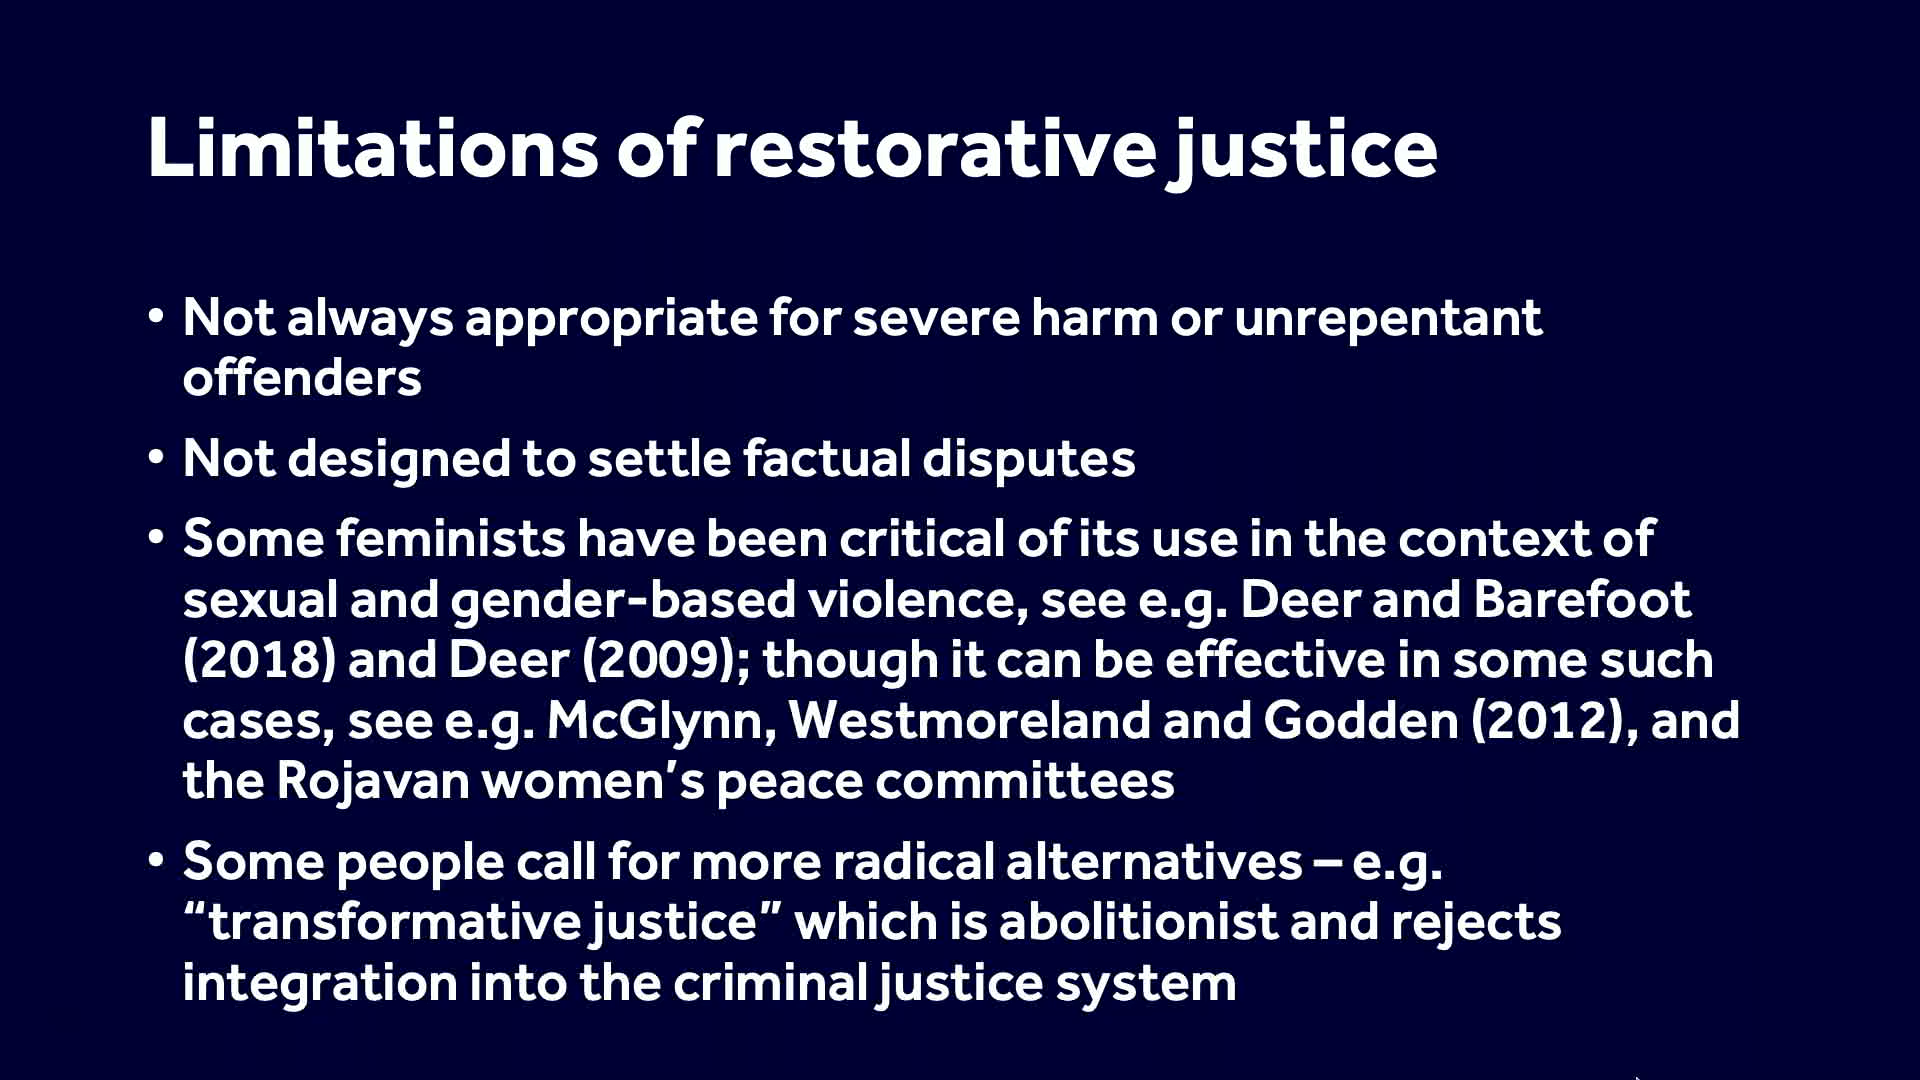 Limitations of restorative justice
• Not always appropriate for severe harm or unrepentant
offenders
• Not designed to settle factual disputes
• Some feminists have been critical of its use in the context of
sexual and gender-based violence, see e.g. Deer and Barefoot
(2018) and Deer (2009); though it can be effective in some such
cases, see e.g. McGlynn, Westmoreland and Godden (2012), and
the Rojavan women’s peace committees
• Some people call for more radical alternatives – e.g.
“transformative justice” which is abolitionist and rejects
integration into the criminal justice system